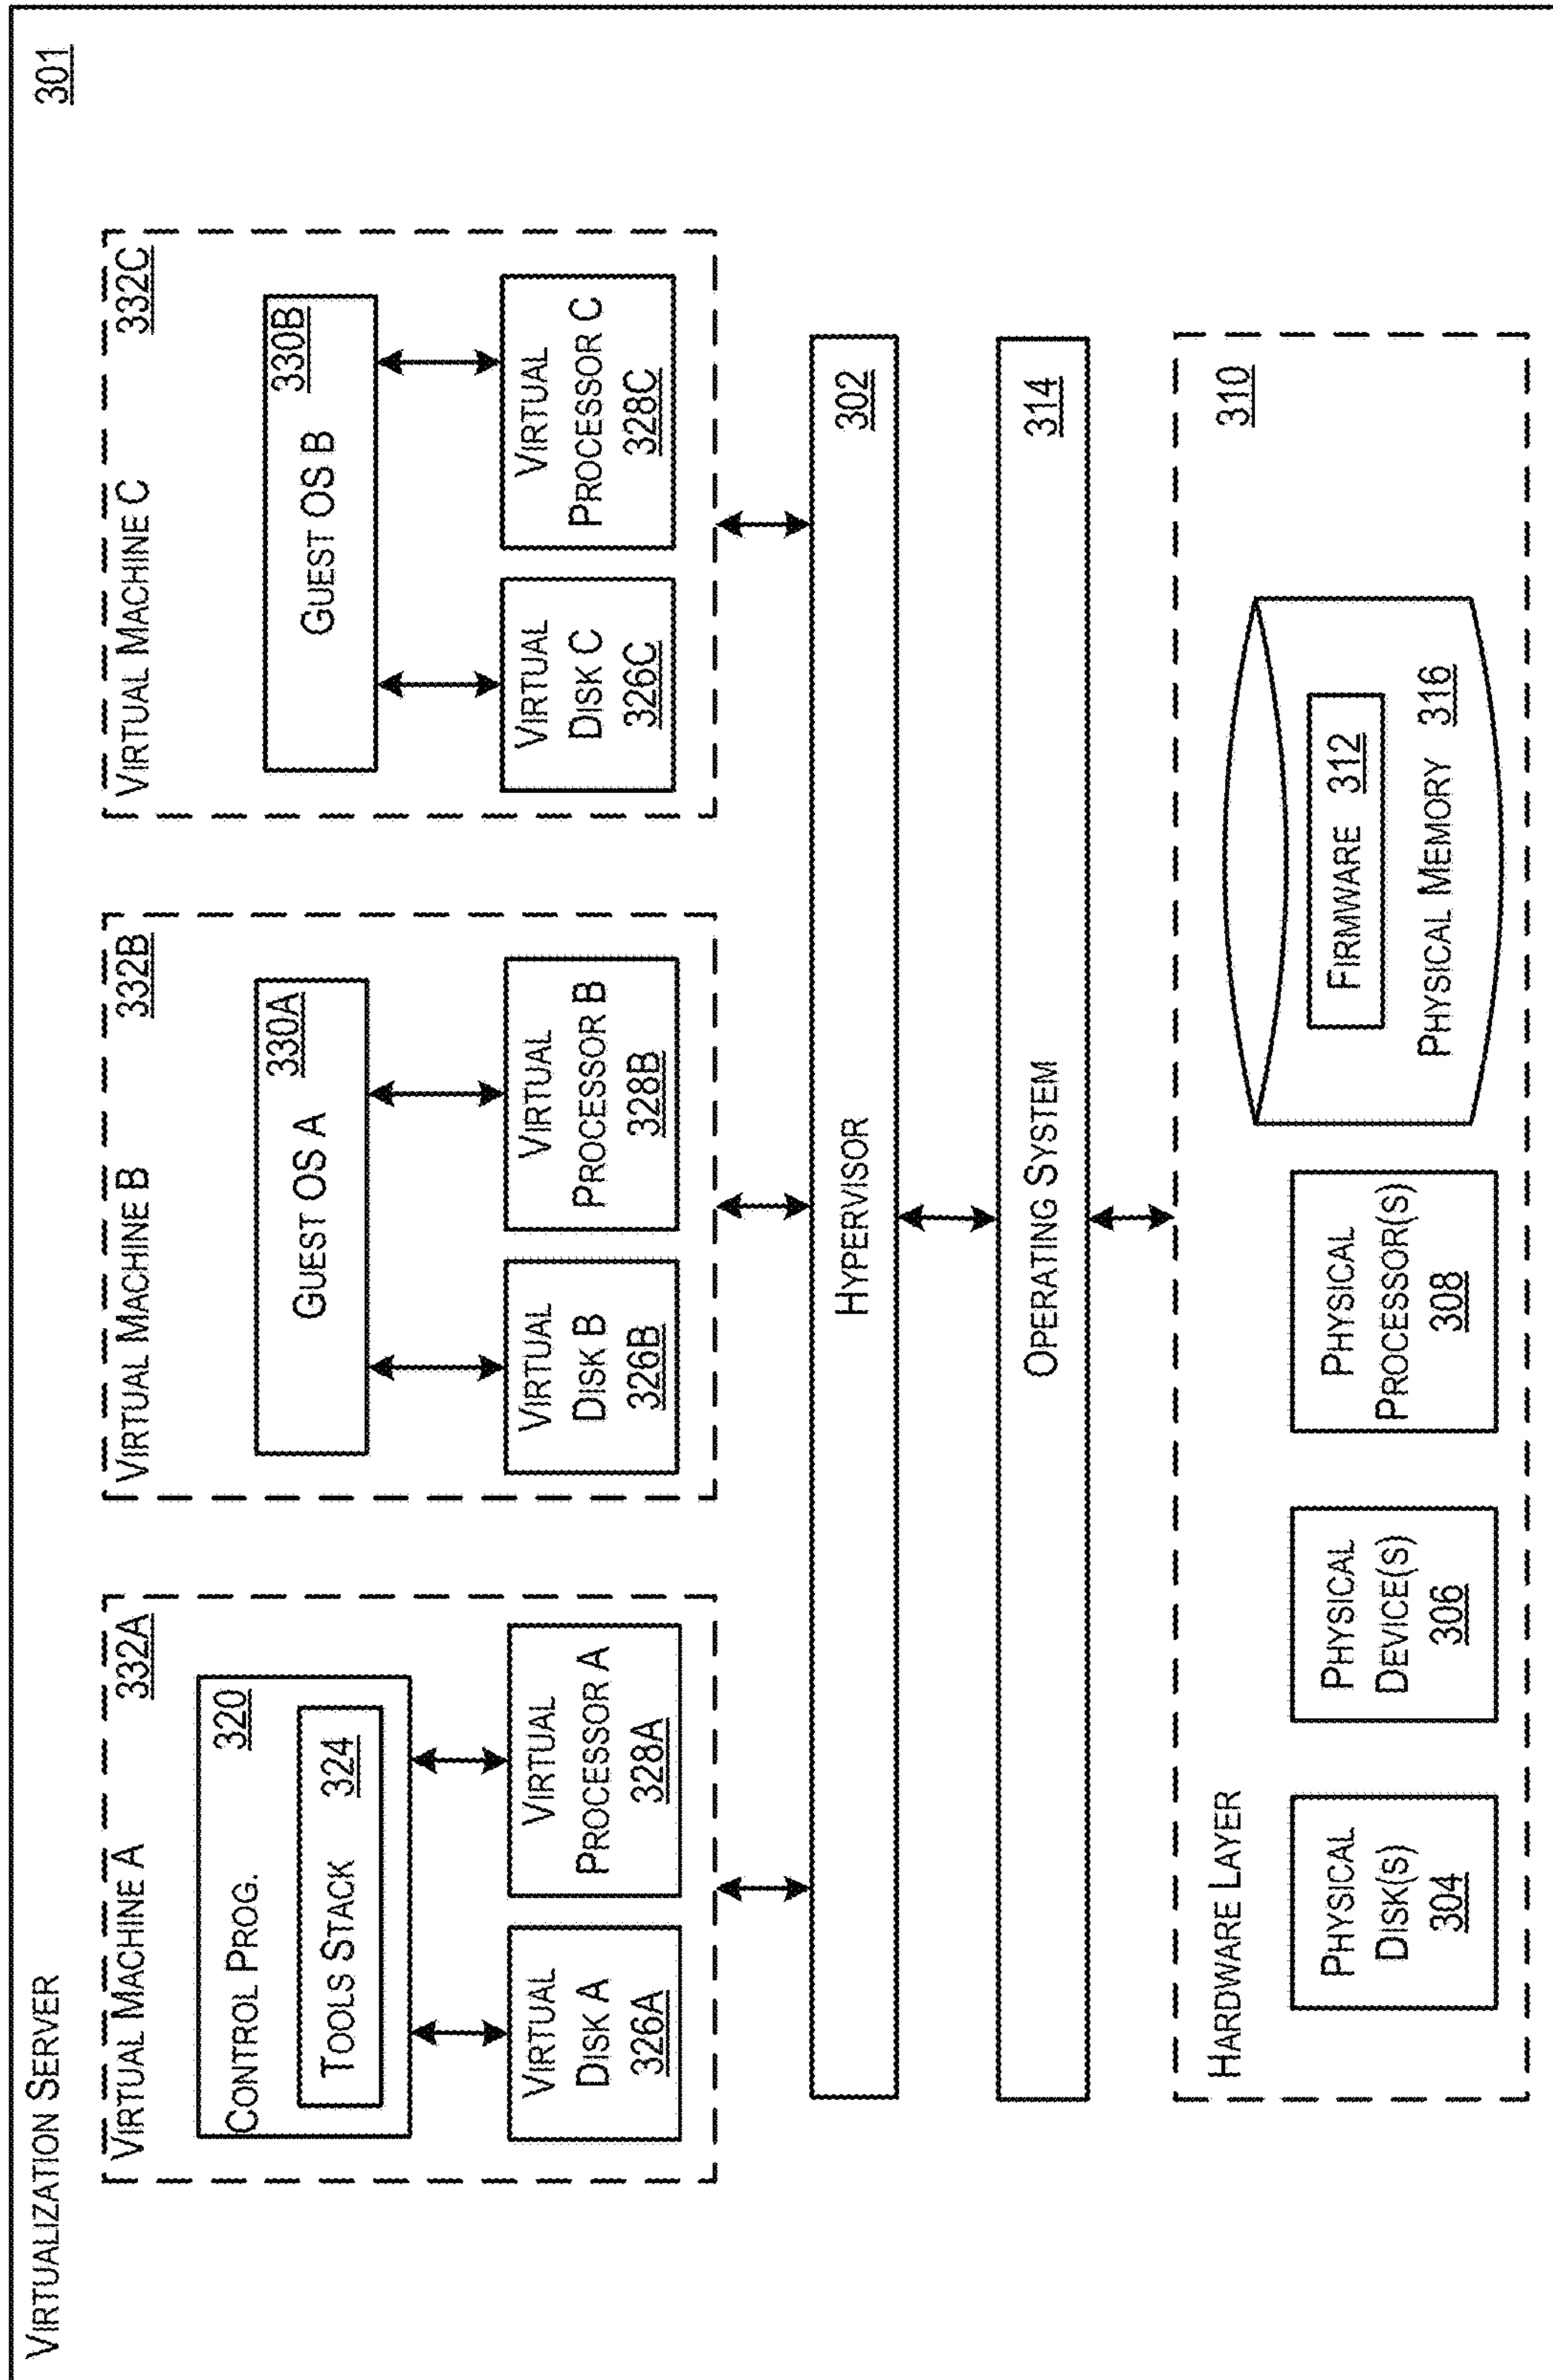 VIRTUALIZATION SERVER
301
VIRTUAL MACHINE A
332A
CONTROL PROG.
320
TOOLS STACK
324
VIRTUAL
DISK A
326A
VIRTUAL
PROCESSOR A
328A
VIRTUAL MACHINE B
332B
GUEST OS A
330A
VIRTUAL
DISK B
326B
VIRTUAL
PROCESSOR B
328B
VIRTUAL MACHINE C
332C
GUEST OS B
330B
VIRTUAL
DISK C
326C
VIRTUAL
PROCESSOR C
328C
HYPERVISOR
302
OPERATING SYSTEM
314
HARDWARE LAYER
310
PHYSICAL
DISK(S)
304
PHYSICAL
DEVICE(S)
306
PHYSICAL
PROCESSOR(S)
308
FIRMWARE 312
PHYSICAL MEMORY 316